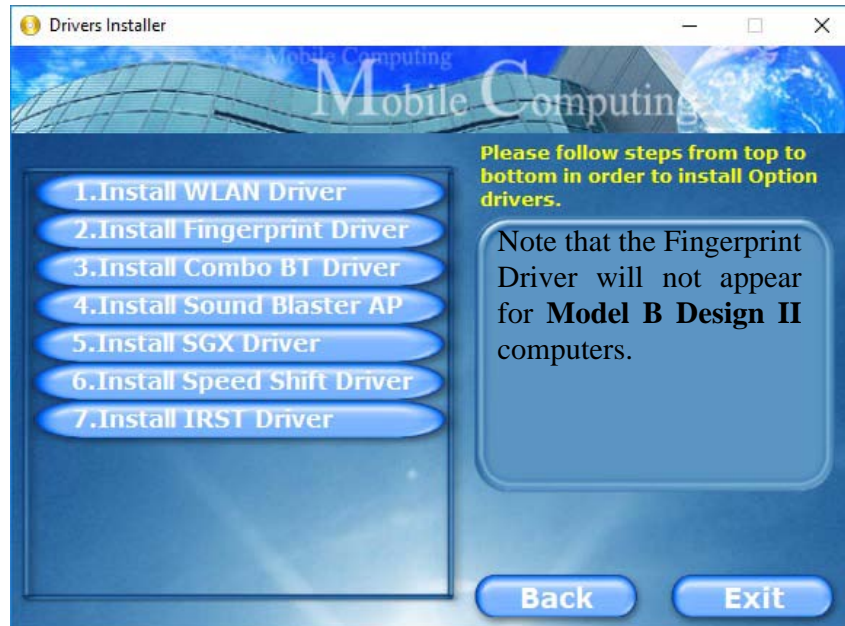 Drivers Installer
Mobile Computing
Mobile Computing
Please follow steps from top to
bottom in order to install Option
drivers.
1.Install WLAN Driver
2.Install Fingerprint Driver
3.Install Combo BT Driver
4.Install Sound Blaster AP
5.Install SGX Driver
6.Install Speed Shift Driver
7.Install IRST Driver
Note that the Fingerprint
Driver will not appear
for Model B Design II
computers.
Back
Exit